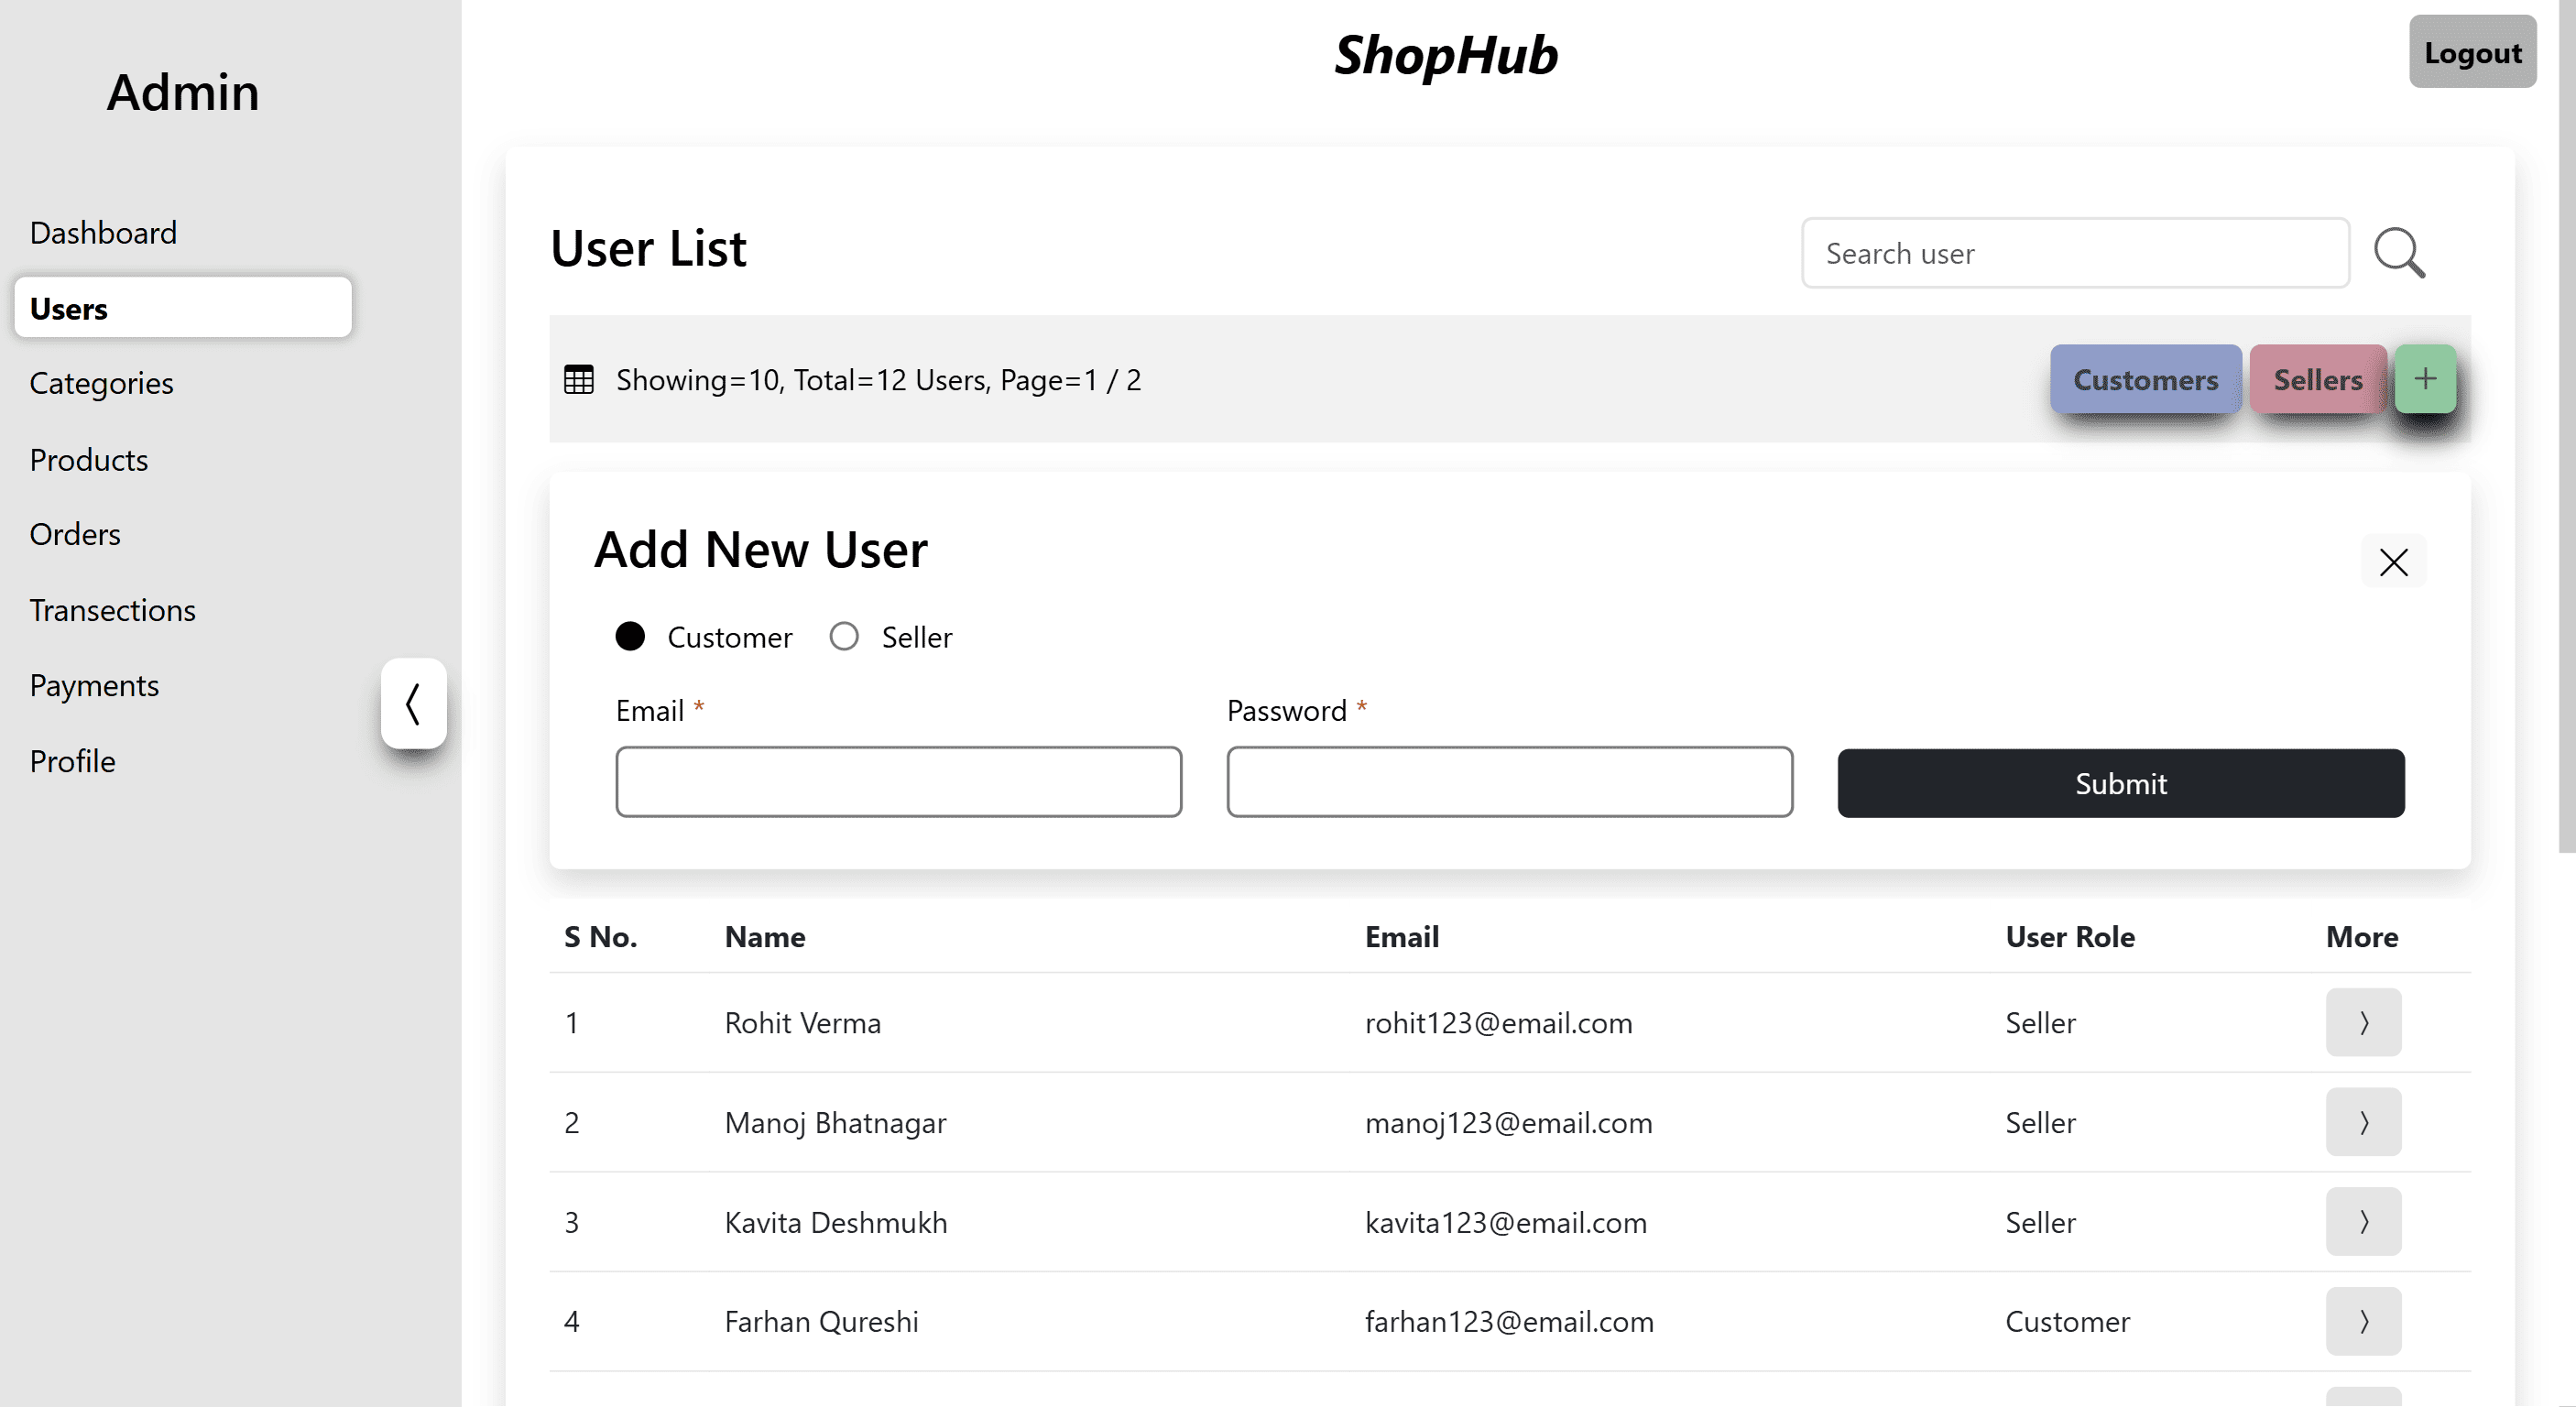 Admin
Dashboard
Users
Categories
Products
Orders
Transections
Payments
Profile
ShopHub
Logout
User List
Search user
Showing=10, Total=12 Users, Page=1 / 2
Customers Sellers +
Add New User
Customer Seller
Email * Password *
Submit
S No. Name Email User Role More
1 Rohit Verma rohit123@email.com Seller
2 Manoj Bhatnagar manoj123@email.com Seller
3 Kavita Deshmukh kavita123@email.com Seller
4 Farhan Qureshi farhan123@email.com Customer